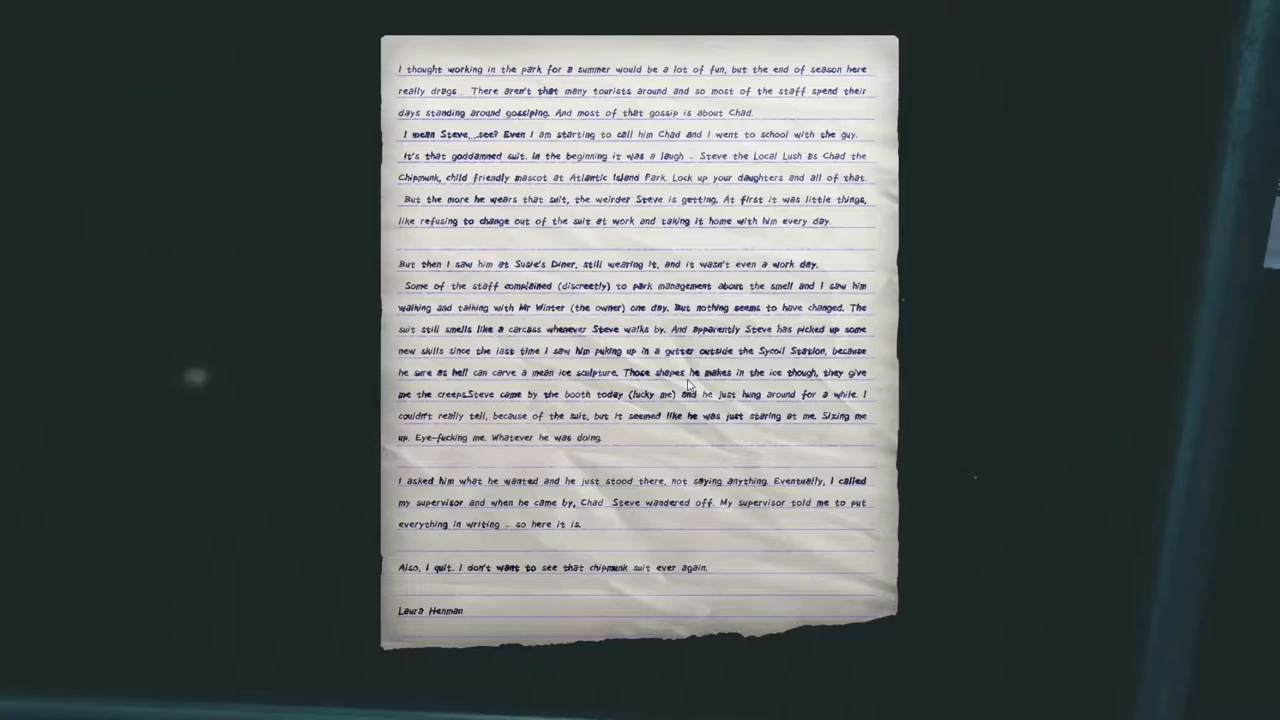 I thought working in the park for a summer would be a lot of fun, but the end of season here
really drags... There aren't that many tourists around and so most of the staff spend their
days standing around gossiping. And most of that gossip is about Chad.
I mean Steve...see? Even I am starting to call him Chad and I went to school with the guy.
It's that goddamned suit. In the beginning it was a laugh - Steve the Local Lush as Chad the
Chipmunk, child friendly mascot at Atlantic Island Park. Lock up your daughters and all of that.
But the more he wears that suit, the weirder Steve is getting. At first it was little things,
like refusing to change out of the suit at work and taking it home with him every day.
But then I saw him at Susie's Diner, still wearing it, and it wasn't even a work day.
Some of the staff complained (discreetly) to park management about the smell and I saw him
walking and talking with Mr Winter (the owner) one day. But nothing seems to have changed. The
suit still smells like a carcass whenever Steve walks by. And apparently Steve has picked up some
new skills since the last time I saw him puking up in a gutter outside the Sycoil Station, because
he sure as hell can carve a mean ice sculpture. Those shapes he makes in the ice though, they give
me the creeps.Steve came by the booth today (lucky me) and he just hung around for a while. I
couldn't really tell, because of the suit, but it seemed like he was just staring at me. Sizing me
up. Eye-fucking me. Whatever he was doing.
I asked him what he wanted and he just stood there, not saying anything. Eventually, I called
my supervisor and when he came by, Chad Steve wandered off. My supervisor told me to put
everything in writing - so here it is.
Also, I quit. I don't want to see that chipmunk suit ever again.
Laura Henman